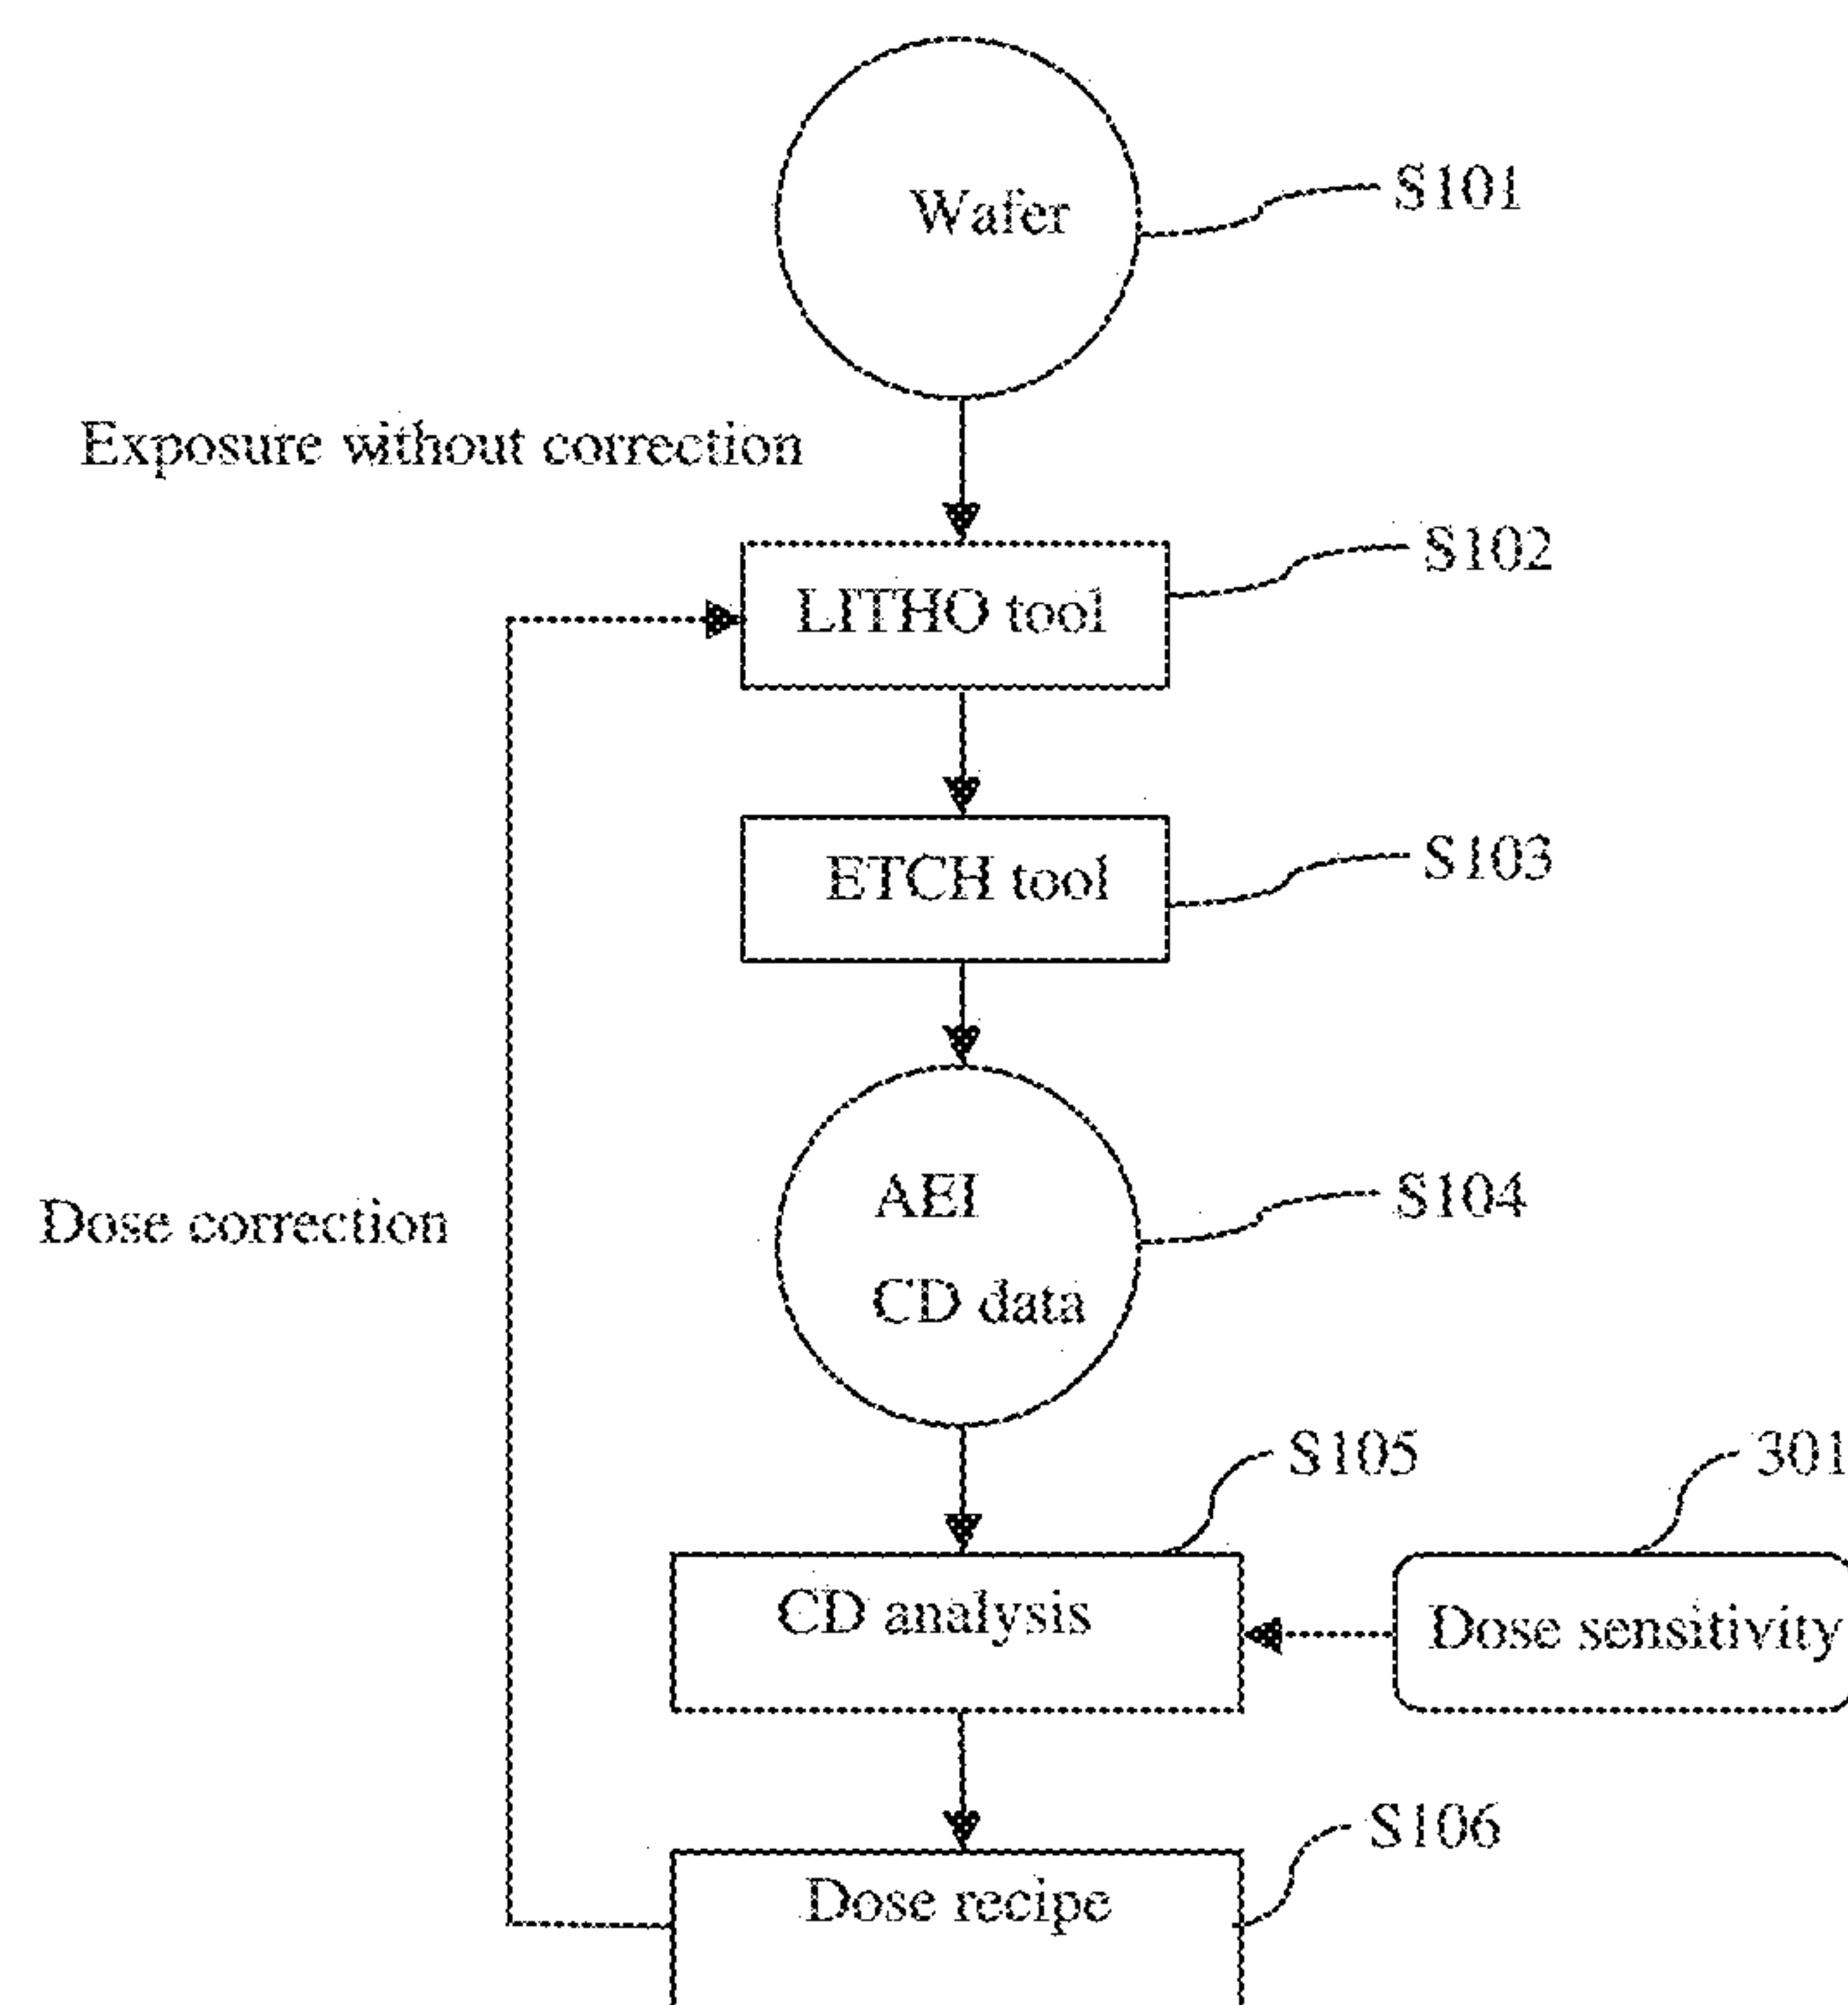 Wafer
S101
Exposure without correction
S102
LITHO tool
S103
ETCH tool
AEI
S104
Dose correction
CD data
S105
301
CD analysis
Dose sensitivity
S106
Dose recipe